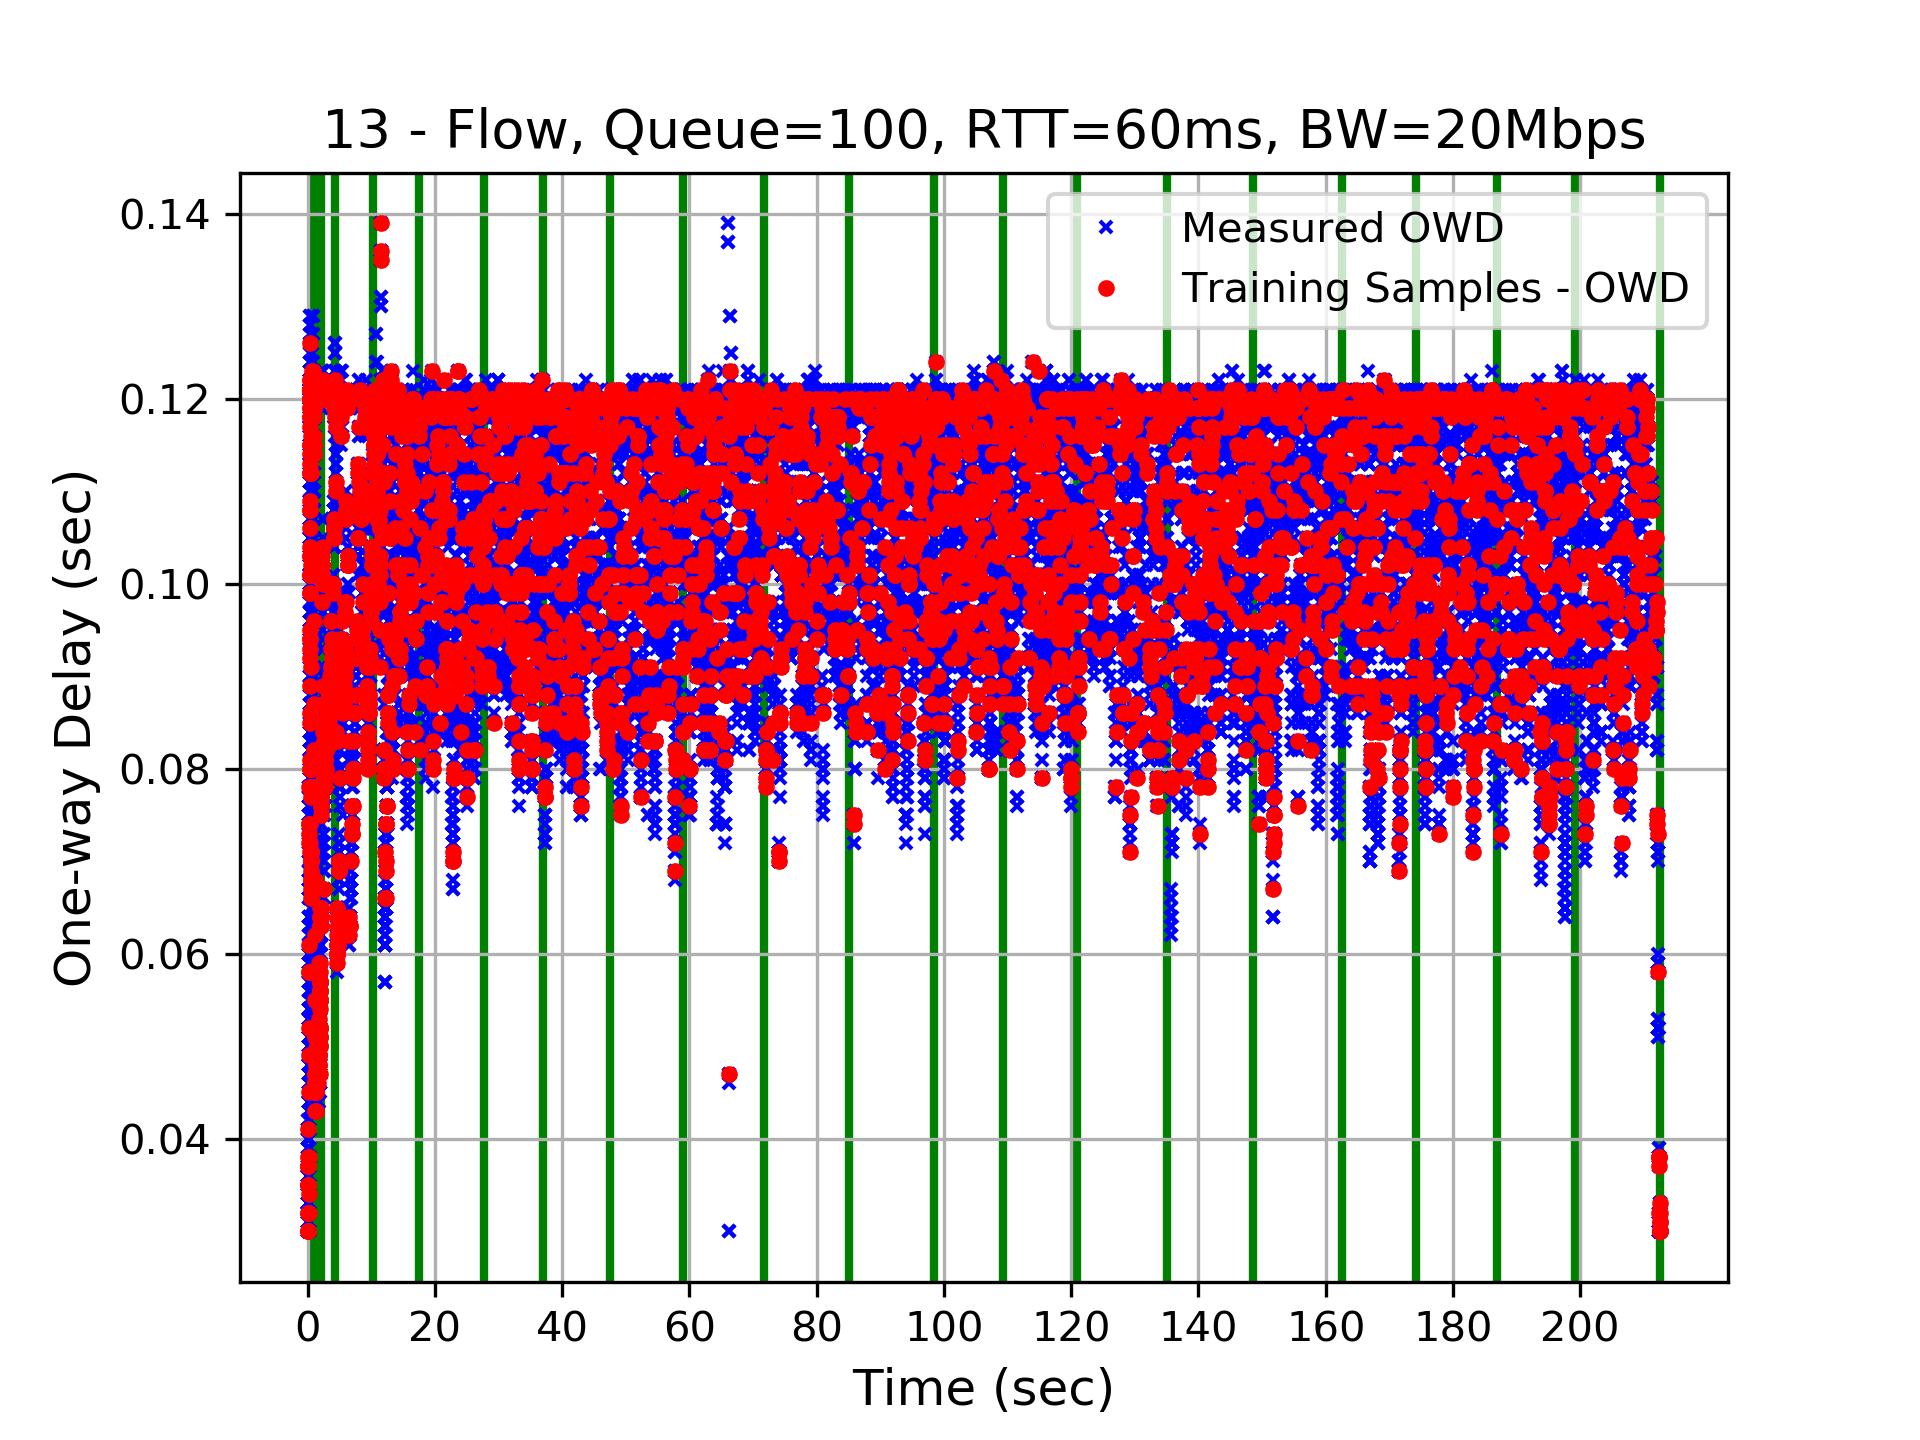 13 - Flow, Queue=100, RTT=60ms, BW=20Mbps
Measured OWD
Training Samples - OWD
One-way Delay (sec)
0.14
0.12
0.10
0.08
0.06
0.04
0 20 40 60 80 100 120 140 160 180 200
Time (sec)